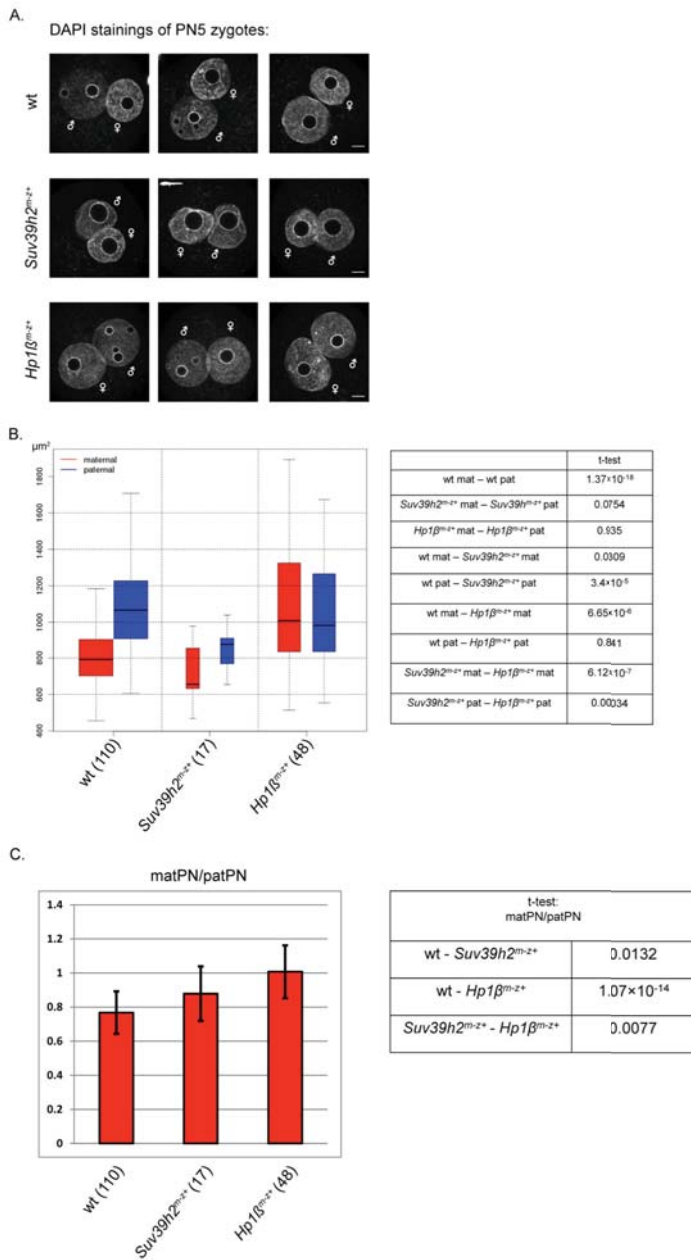 A.
DAPI stainings of PN5 zygotes:
wt
♂ ♀ ♀ ♂ ♀ ♂
Suv39h2ᵐ⁻ᶻ⁺
♂ ♀ ♀ ♂ ♀ ♂
Hp1ßᵐ⁻ᶻ⁺
♀ ♂ ♂ ♀ ♀ ♂
B.
μm²
maternal
paternal
1800
1600
1400
1200
1000
800
600
400
wt (110)
Suv39h2ᵐ⁻ᶻ⁺ (17)
Hp1ßᵐ⁻ᶻ⁺ (48)
t-test
wt mat – wt pat 1.37×10⁻¹⁸
Suv39h2ᵐ⁻ᶻ⁺ mat – Suv39hᵐ⁻ᶻ⁺ pat 0.0754
Hp1βᵐ⁻ᶻ⁺ mat – Hp1βᵐ⁻ᶻ⁺ pat 0.935
wt mat – Suv39h2ᵐ⁻ᶻ⁺ mat 0.0309
wt pat – Suv39h2ᵐ⁻ᶻ⁺ pat 3.4×10⁻⁵
wt mat – Hp1βᵐ⁻ᶻ⁺ mat 6.65×10⁻⁶
wt pat – Hp1βᵐ⁻ᶻ⁺ pat 0.841
Suv39h2ᵐ⁻ᶻ⁺ mat – Hp1βᵐ⁻ᶻ⁺ mat 6.12×10⁻⁷
Suv39h2ᵐ⁻ᶻ⁺ pat – Hp1βᵐ⁻ᶻ⁺ pat 0.00034
C.
matPN/patPN
1.4
1.2
1
0.8
0.6
0.4
0.2
0
wt (110)
Suv39h2ᵐ⁻ᶻ⁺ (17)
Hp1ßᵐ⁻ᶻ⁺ (48)
t-test:
matPN/patPN
wt - Suv39h2ᵐ⁻ᶻ⁺ 0.0132
wt - Hp1βᵐ⁻ᶻ⁺ 1.07×10⁻¹⁴
Suv39h2ᵐ⁻ᶻ⁺ - Hp1βᵐ⁻ᶻ⁺ 0.0077